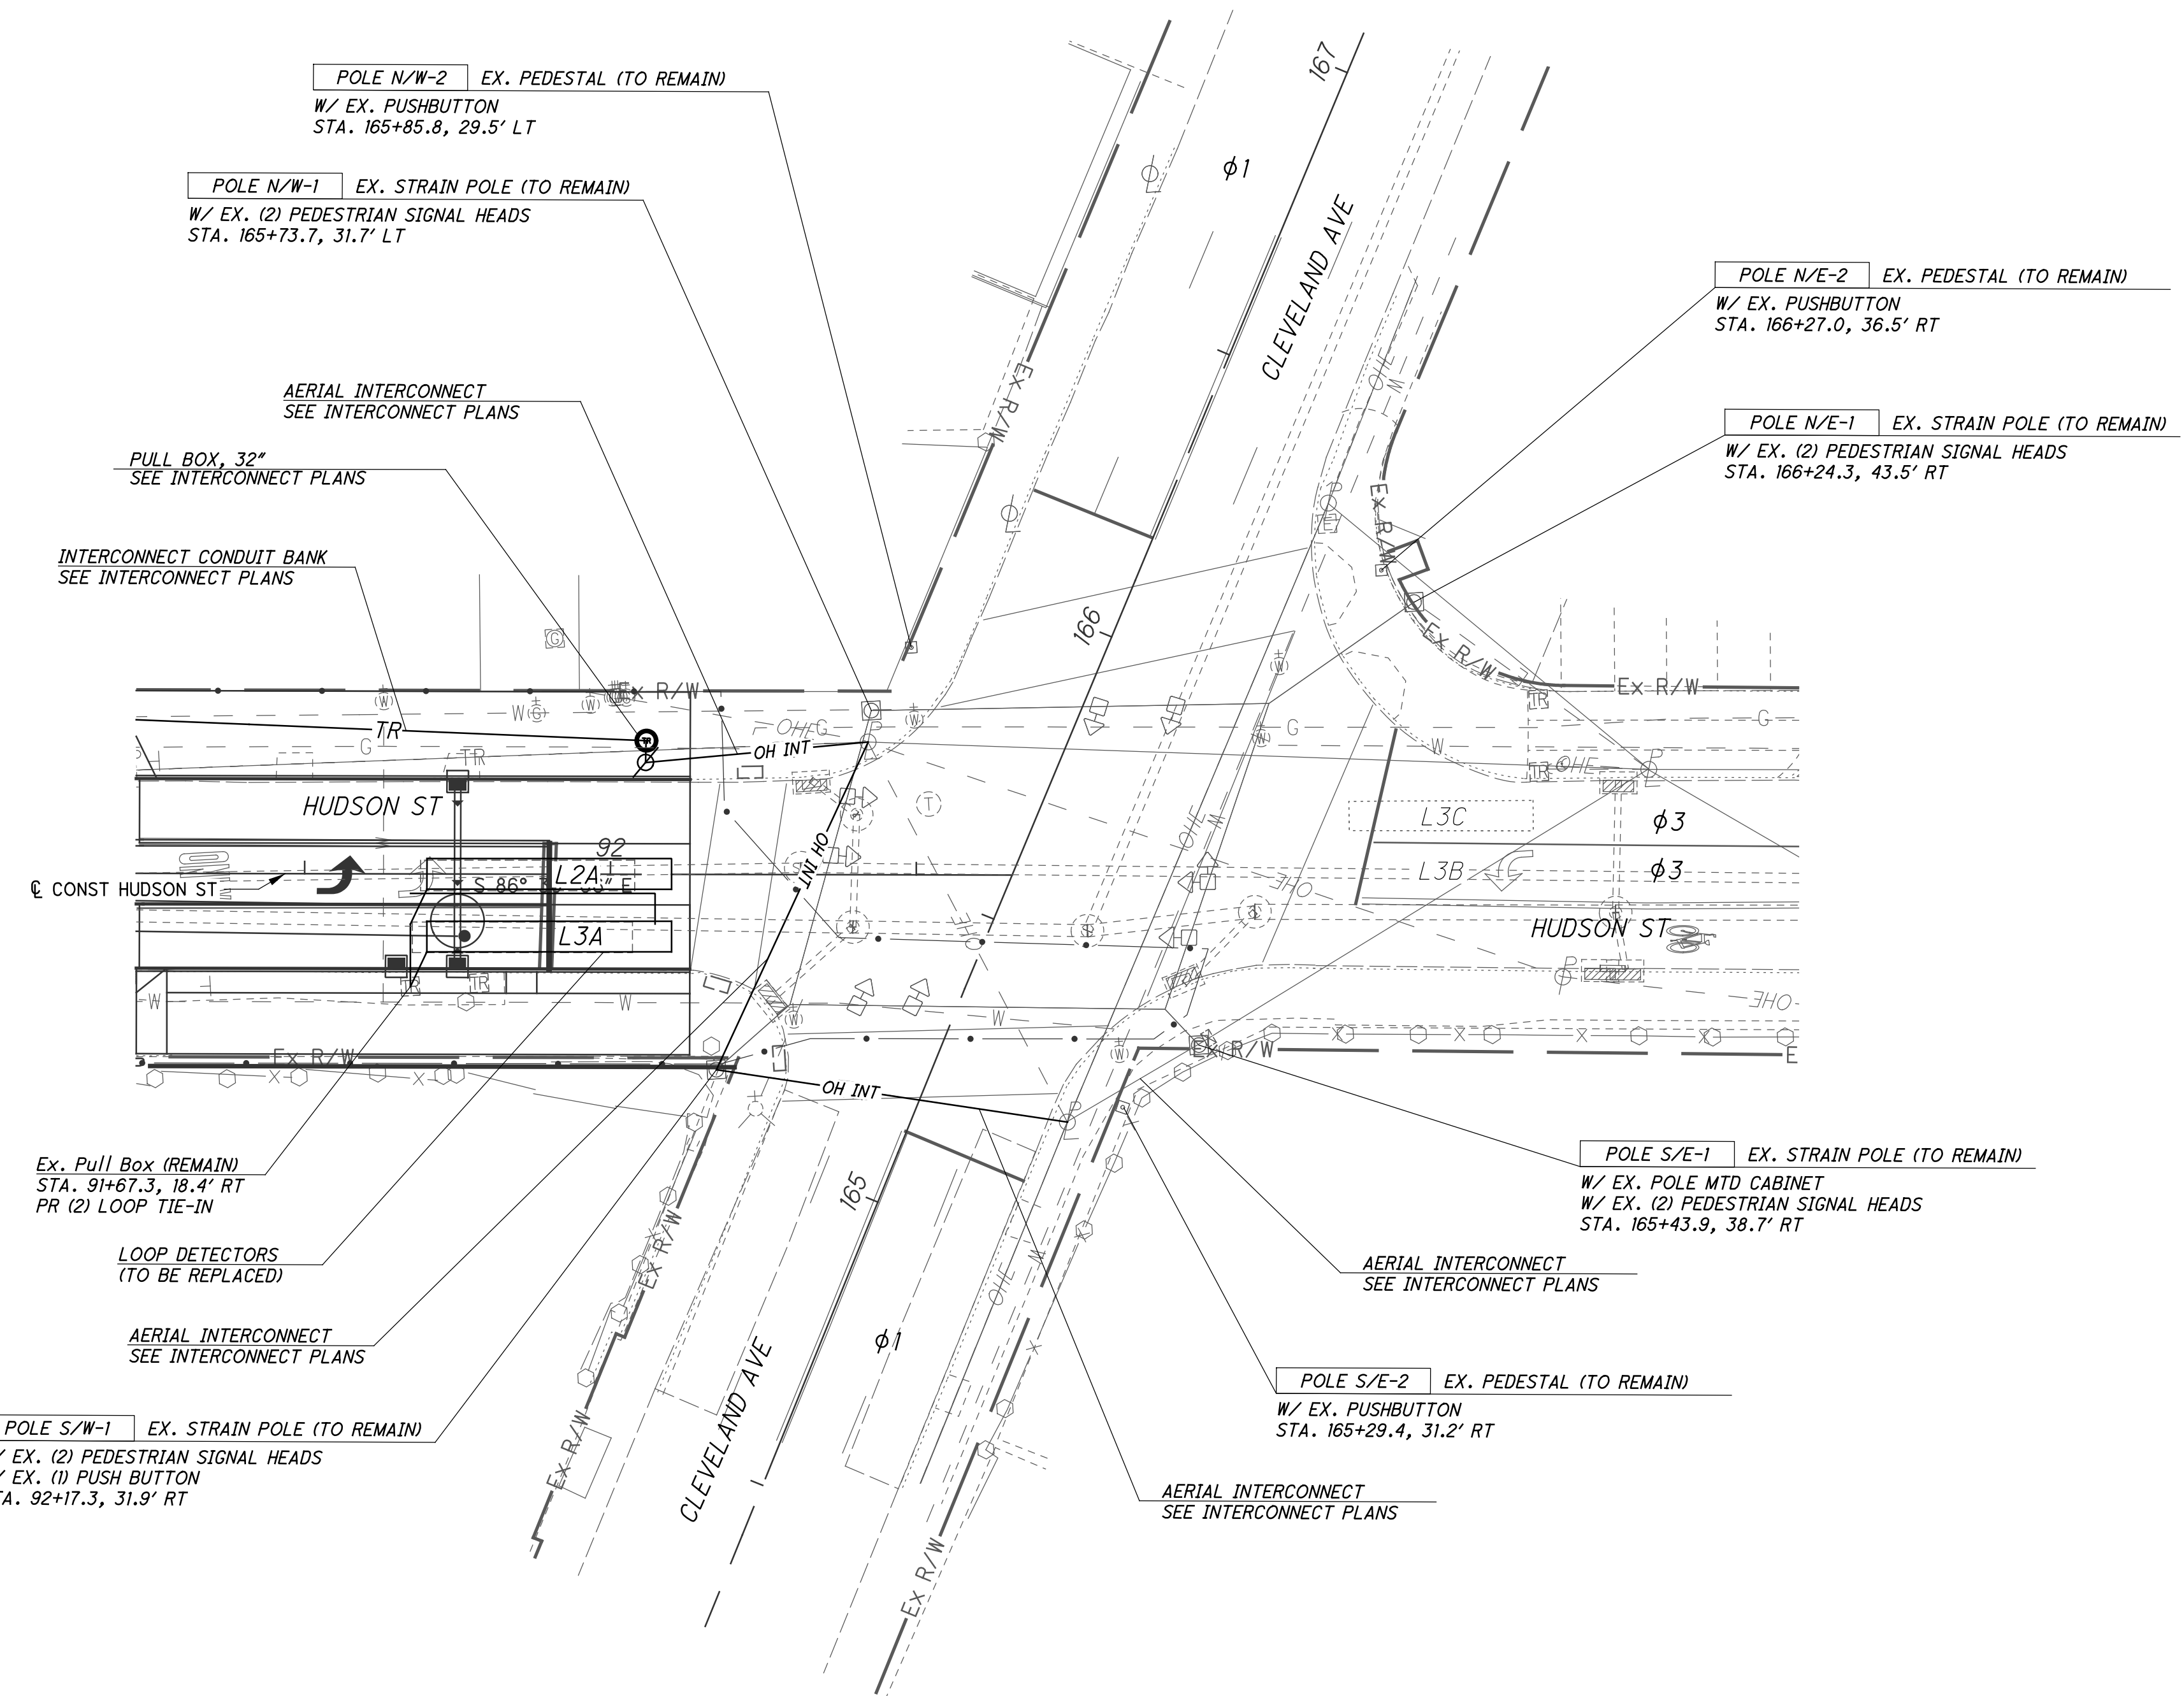 POLE N/W-2 EX. PEDESTAL (TO REMAIN)
W/ EX. PUSHBUTTON
STA. 165+85.8, 29.5' LT
POLE N/W-1 EX. STRAIN POLE (TO REMAIN)
W/ EX. (2) PEDESTRIAN SIGNAL HEADS
STA. 165+73.7, 31.7' LT
AERIAL INTERCONNECT
SEE INTERCONNECT PLANS
PULL BOX, 32"
SEE INTERCONNECT PLANS
INTERCONNECT CONDUIT BANK
SEE INTERCONNECT PLANS
167
ϕ1
CLEVELAND AVE
POLE N/E-2 EX. PEDESTAL (TO REMAIN)
W/ EX. PUSHBUTTON
STA. 166+27.0, 36.5' RT
POLE N/E-1 EX. STRAIN POLE (TO REMAIN)
W/ EX. (2) PEDESTRIAN SIGNAL HEADS
STA. 166+24.3, 43.5' RT
Ex R/W
OHE
W
Ex R/W
166
Ex R/W
Ex R/W
Ex R/W
TR
OHE
G
W
G
TR
OH INT
HUDSON ST
92
L2A
S 86°
E
L3A
℄ CONST HUDSON ST
OH INT
L3C
ϕ3
L3B
ϕ3
HUDSON ST
OHE
W
W
W
Ex R/W
Ex R/W
OH INT
Ex. Pull Box (REMAIN)
STA. 91+67.3, 18.4' RT
PR (2) LOOP TIE-IN
LOOP DETECTORS
(TO BE REPLACED)
AERIAL INTERCONNECT
SEE INTERCONNECT PLANS
POLE S/W-1 EX. STRAIN POLE (TO REMAIN)
EX. (2) PEDESTRIAN SIGNAL HEADS
EX. (1) PUSH BUTTON
TA. 92+17.3, 31.9' RT
165
ϕ1
CLEVELAND AVE
Ex R/W
Ex R/W
Ex R/W
OHE
POLE S/E-1 EX. STRAIN POLE (TO REMAIN)
W/ EX. POLE MTD CABINET
W/ EX. (2) PEDESTRIAN SIGNAL HEADS
STA. 165+43.9, 38.7' RT
AERIAL INTERCONNECT
SEE INTERCONNECT PLANS
POLE S/E-2 EX. PEDESTAL (TO REMAIN)
W/ EX. PUSHBUTTON
STA. 165+29.4, 31.2' RT
AERIAL INTERCONNECT
SEE INTERCONNECT PLANS